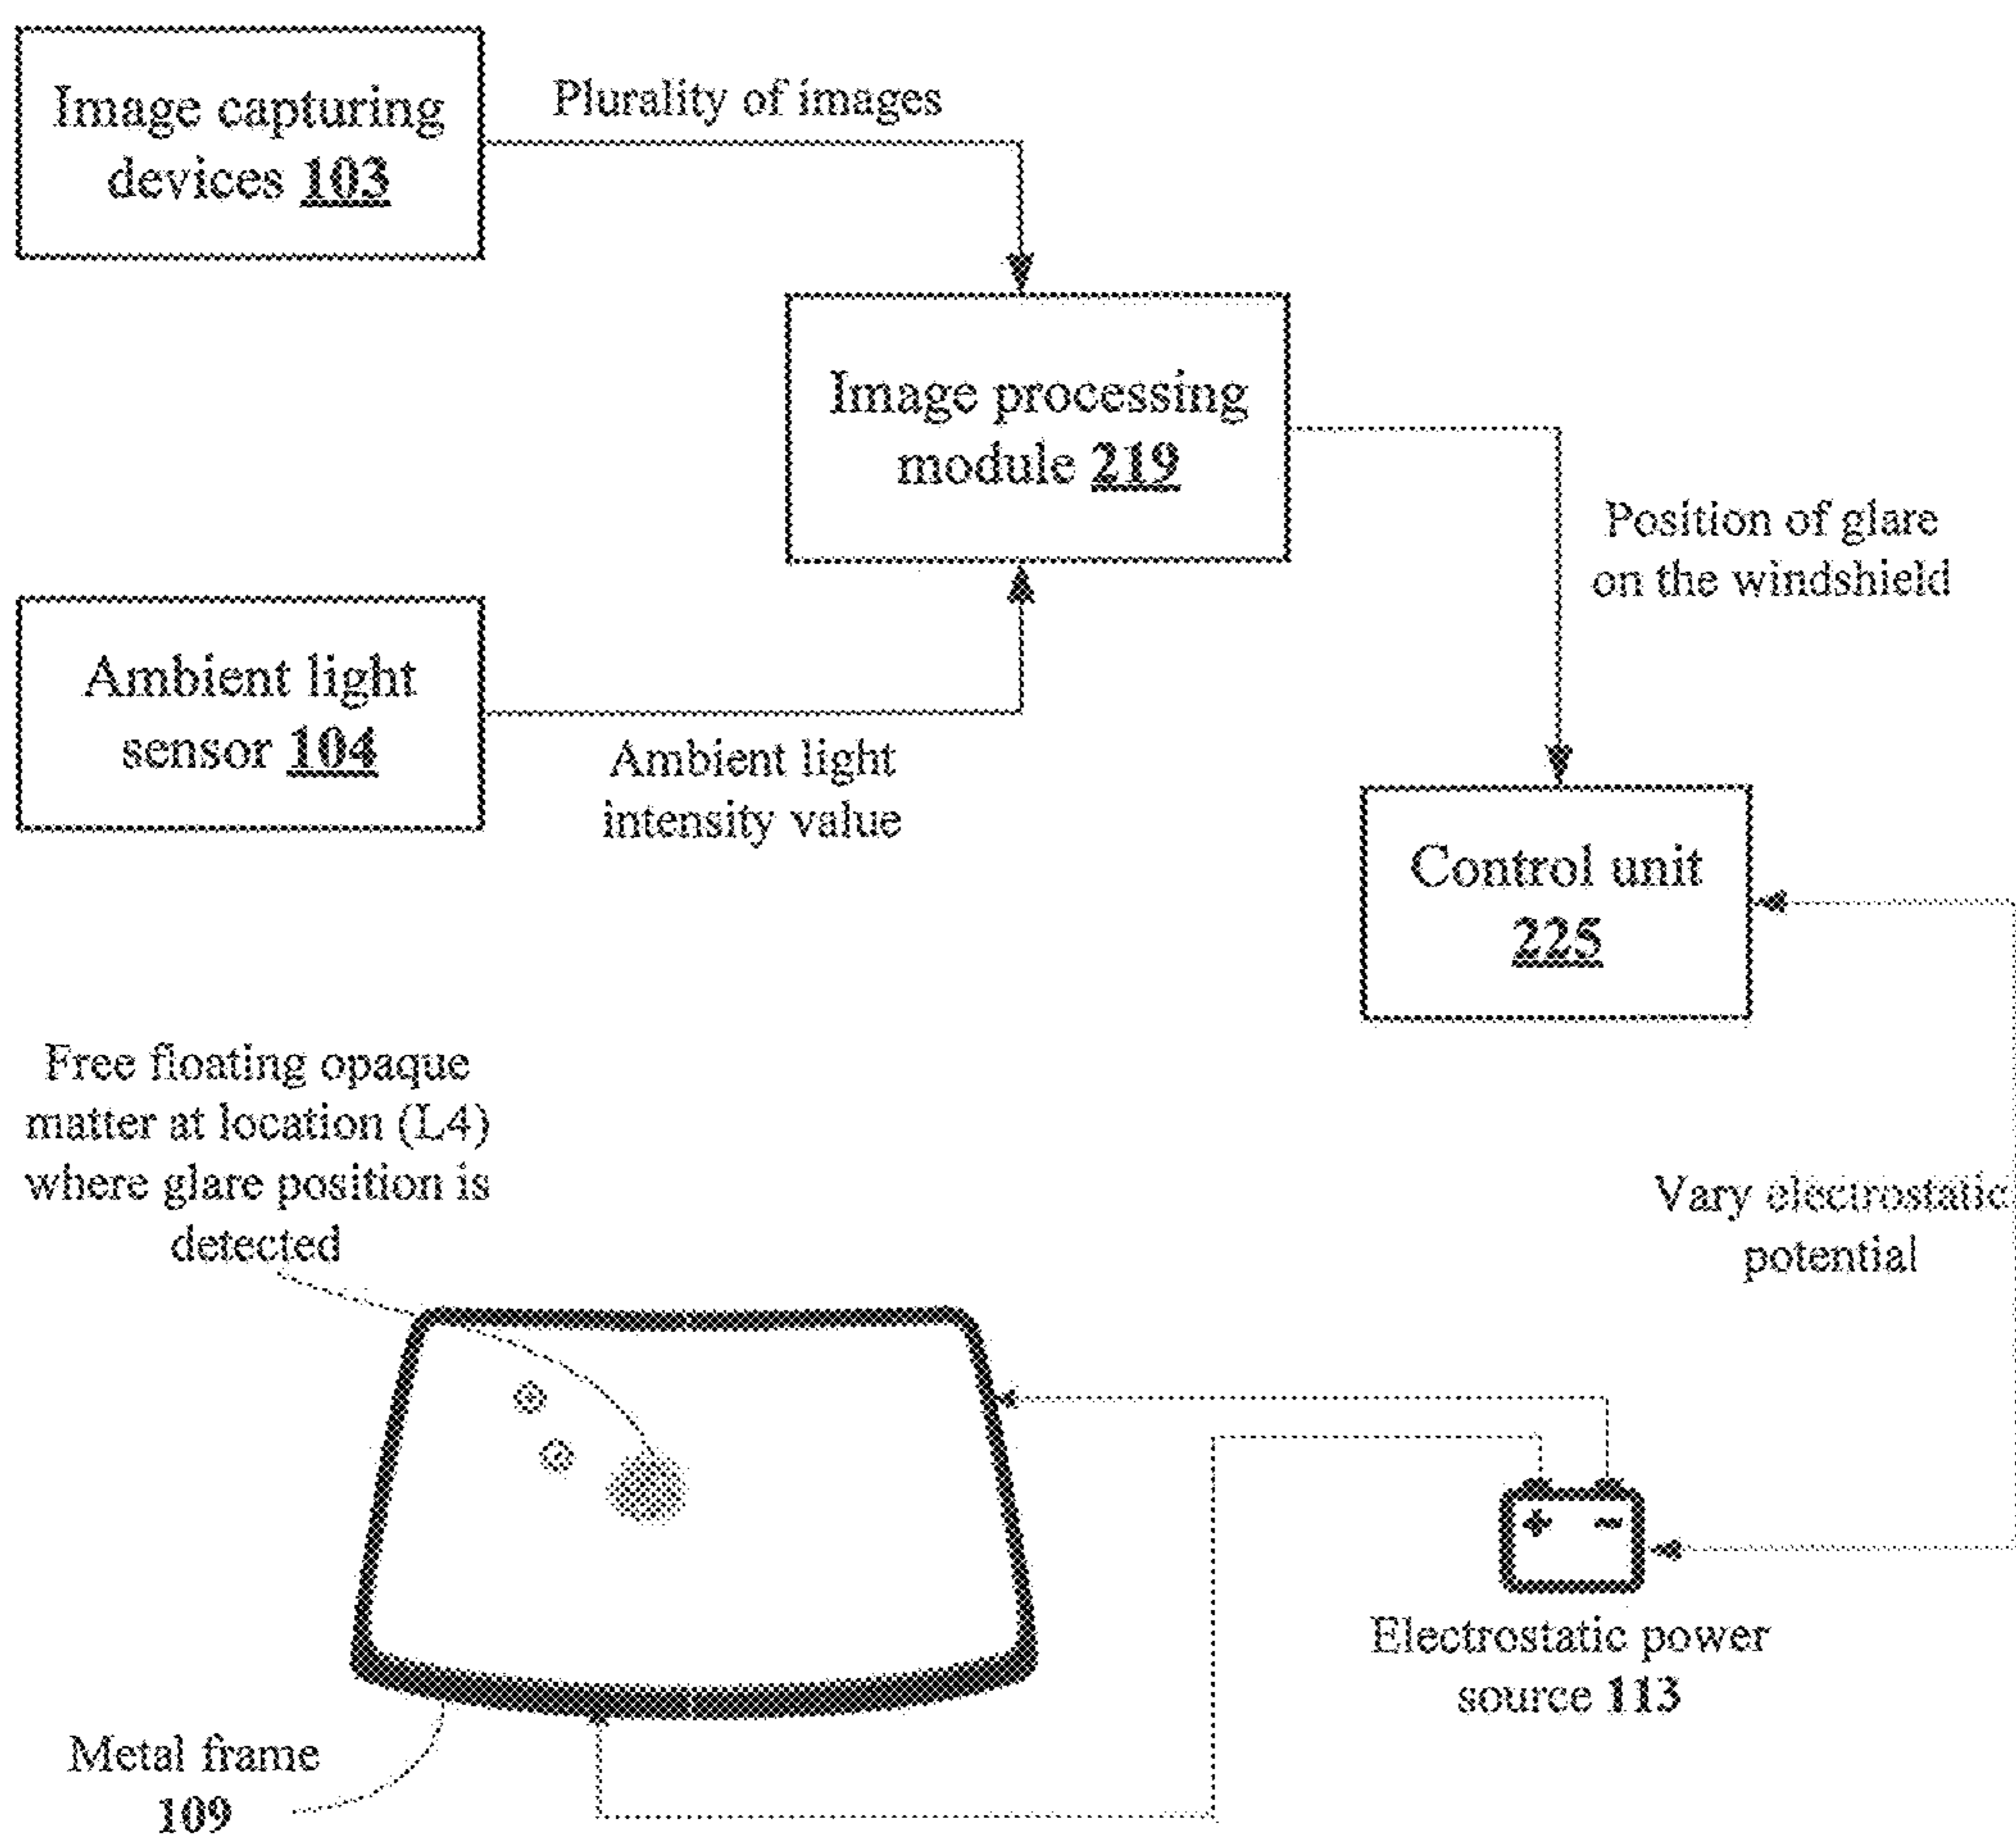 Image capturing
devices 103
Plurality of images
Image processing
module 219
Position of glare
on the windshield
Ambient light
sensor 104
Ambient light
intensity value
Control unit
225
Free floating opaque
matter at location (L4)
where glare position is
detected
Vary electrostatic
potential
+ −
Electrostatic power
source 113
Metal frame
109